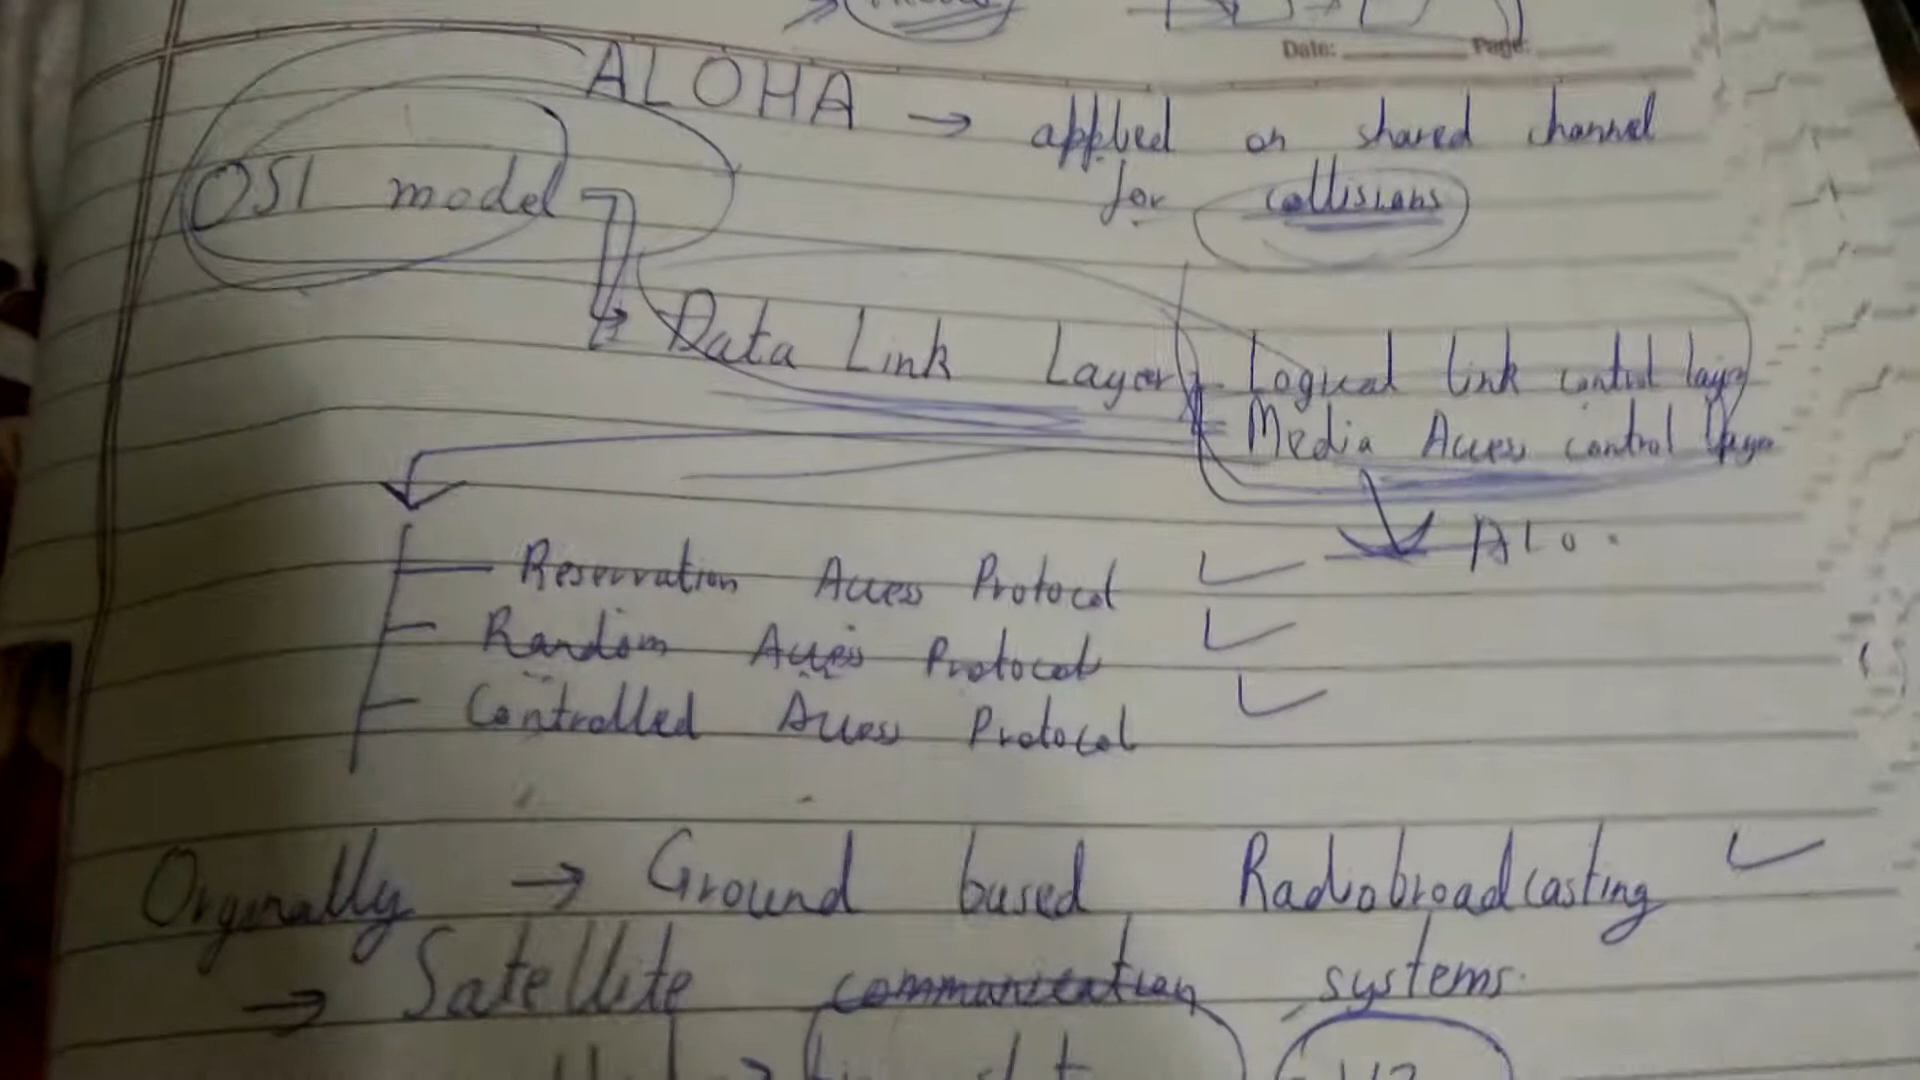 Date: Page:
ALOHA → applied on shared channel
for collisions
OSI model
Data Link Layer - Logical link control layer
- Media Access control layer
ALO
Reservation Access Protocol ✓
Random Access Protocol ✓
Controlled Access Protocol ✓
Orginally → Ground based Radiobroadcasting ✓
→ Satellite communication systems.